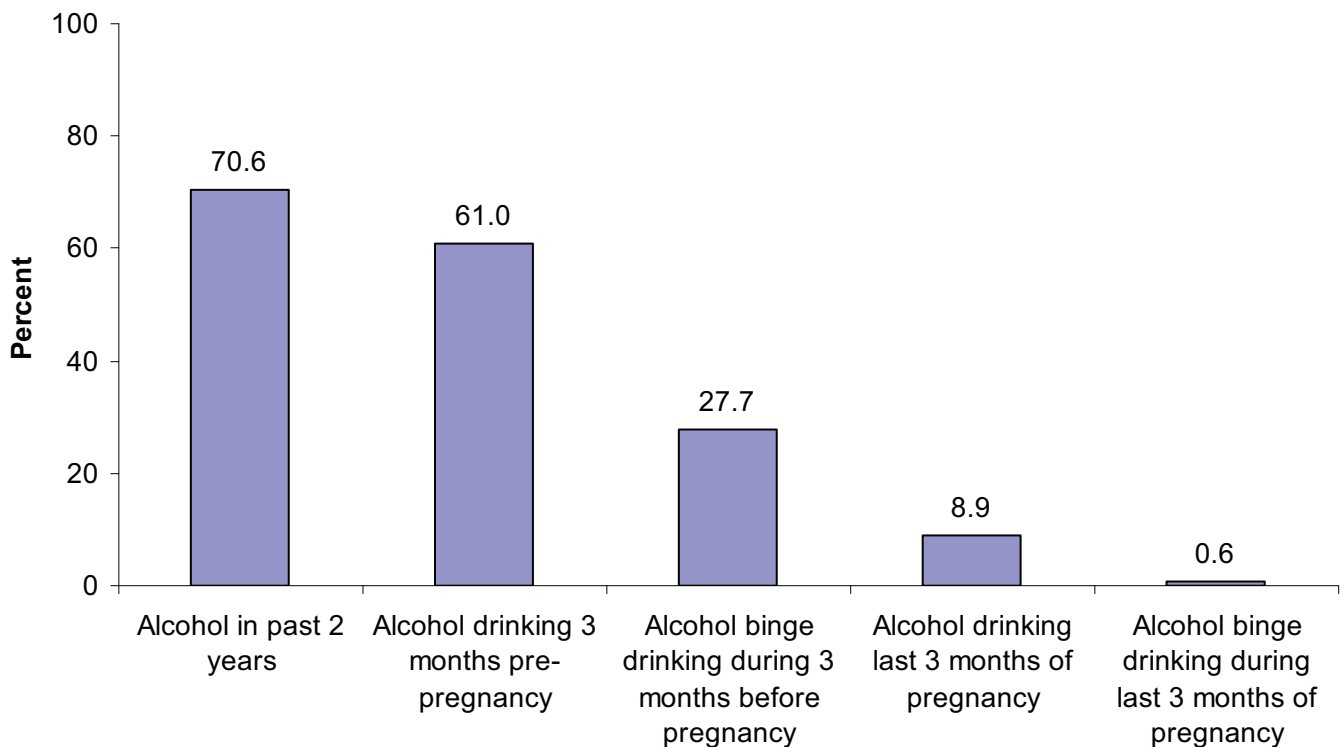 100
80
60
40
20
0
Percent
70.6
61.0
27.7
8.9
0.6
Alcohol in past 2
years
Alcohol drinking 3
months pre-
pregnancy
Alcohol binge
drinking during 3
months before
pregnancy
Alcohol drinking
last 3 months of
pregnancy
Alcohol binge
drinking during
last 3 months of
pregnancy